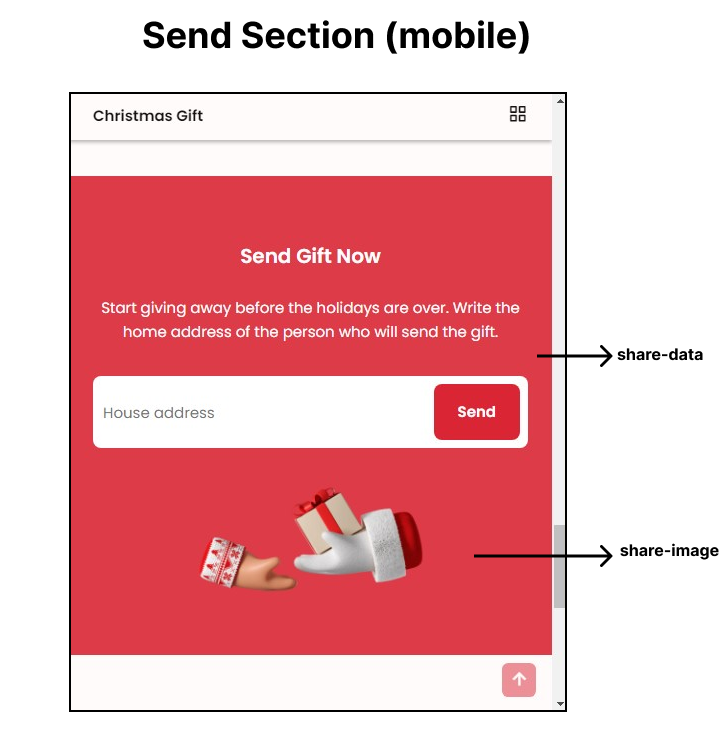 Send Section (mobile)
Christmas Gift
Send Gift Now
Start giving away before the holidays are over. Write the
home address of the person who will send the gift.
share-data
House address
Send
share-image